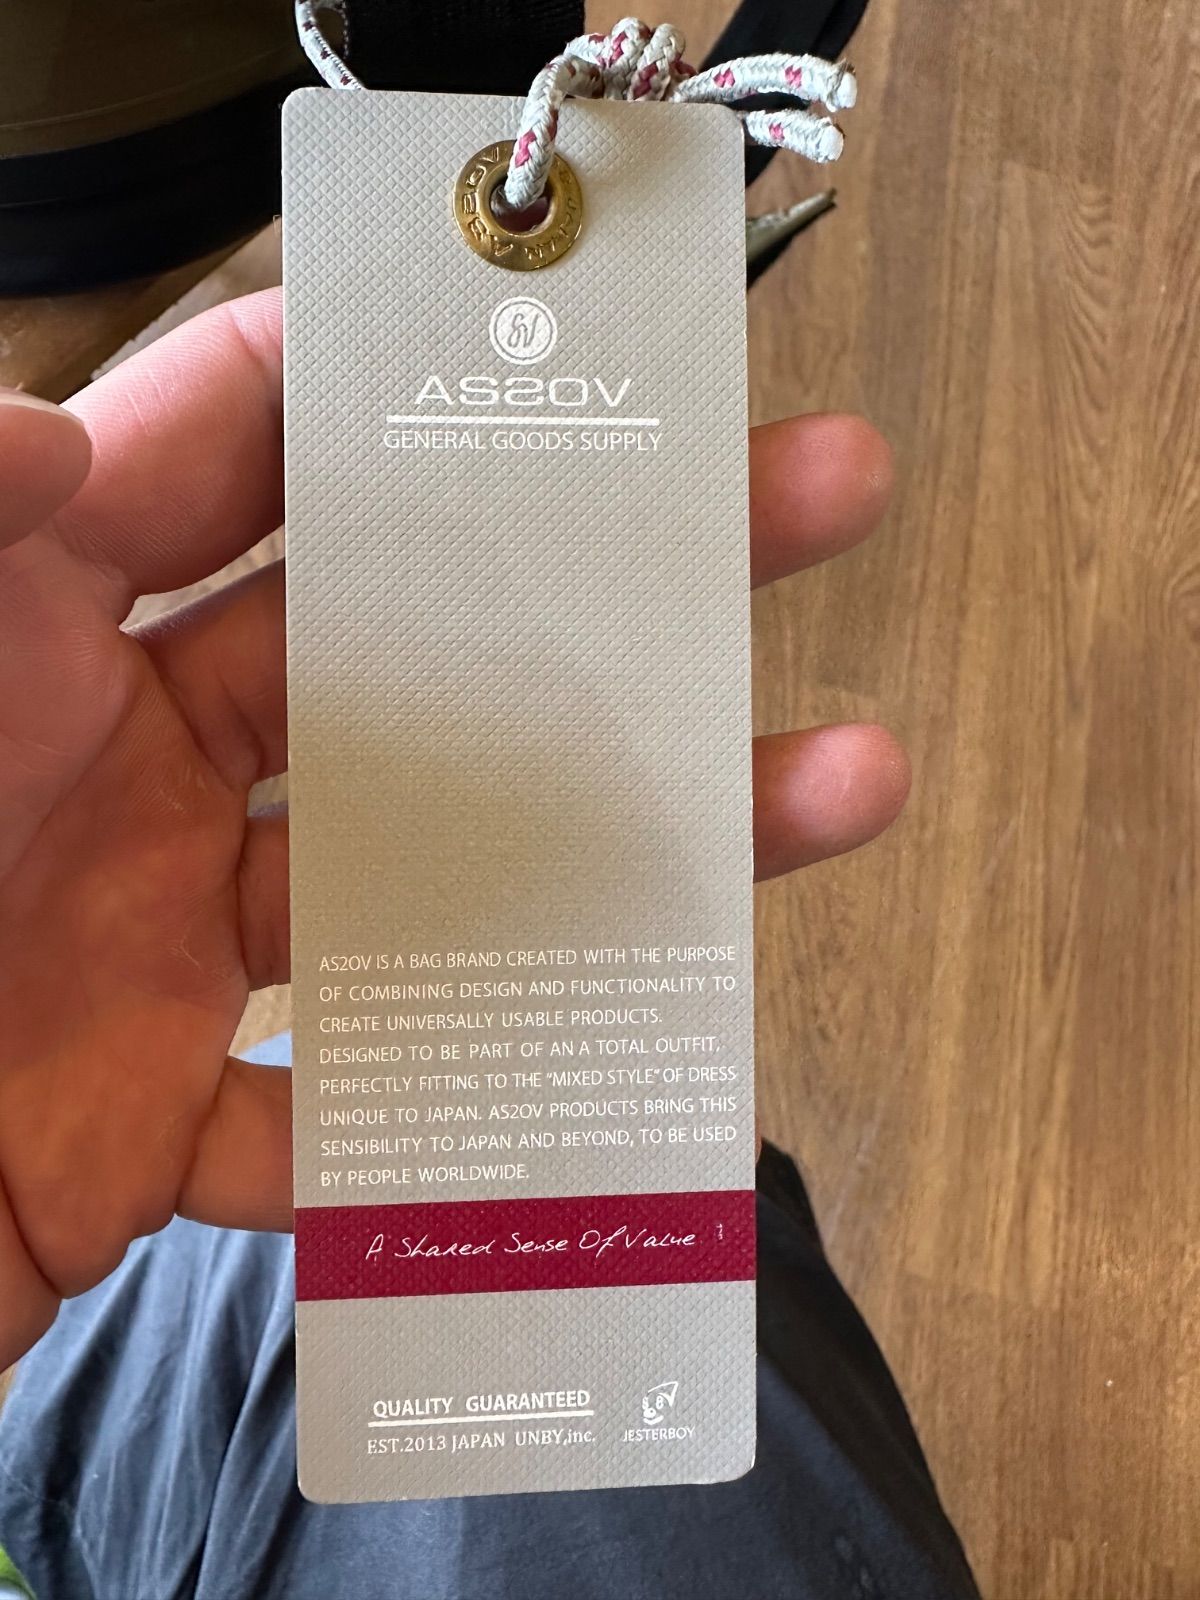 AS2OV
GENERAL GOODS SUPPLY
AS2OV IS A BAG BRAND CREATED WITH THE PURPOSE
OF COMBINING DESIGN AND FUNCTIONALITY TO
CREATE UNIVERSALLY USABLE PRODUCTS.
DESIGNED TO BE PART OF AN A TOTAL OUTFIT,
PERFECTLY FITTING TO THE "MIXED STYLE" OF DRESS
UNIQUE TO JAPAN. AS2OV PRODUCTS BRING THIS
SENSIBILITY TO JAPAN AND BEYOND, TO BE USED
BY PEOPLE WORLDWIDE.
A Shared Sense Of Value
QUALITY GUARANTEED
EST.2013 JAPAN UNBY,inc.
JESTERBOY